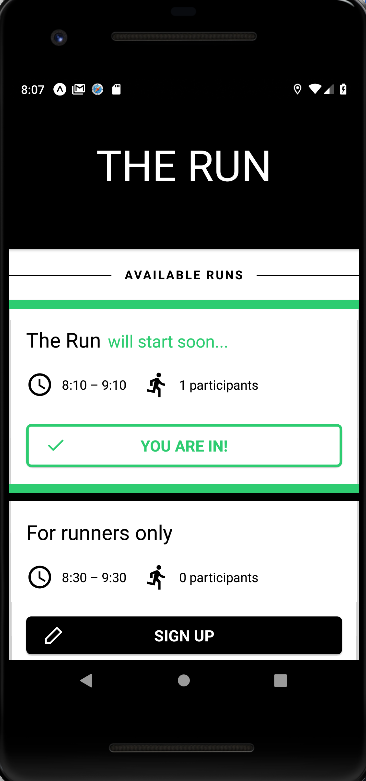 8:07
THE RUN
AVAILABLE RUNS
The Run will start soon...
8:10 – 9:10 1 participants
YOU ARE IN!
For runners only
8:30 – 9:30 0 participants
SIGN UP